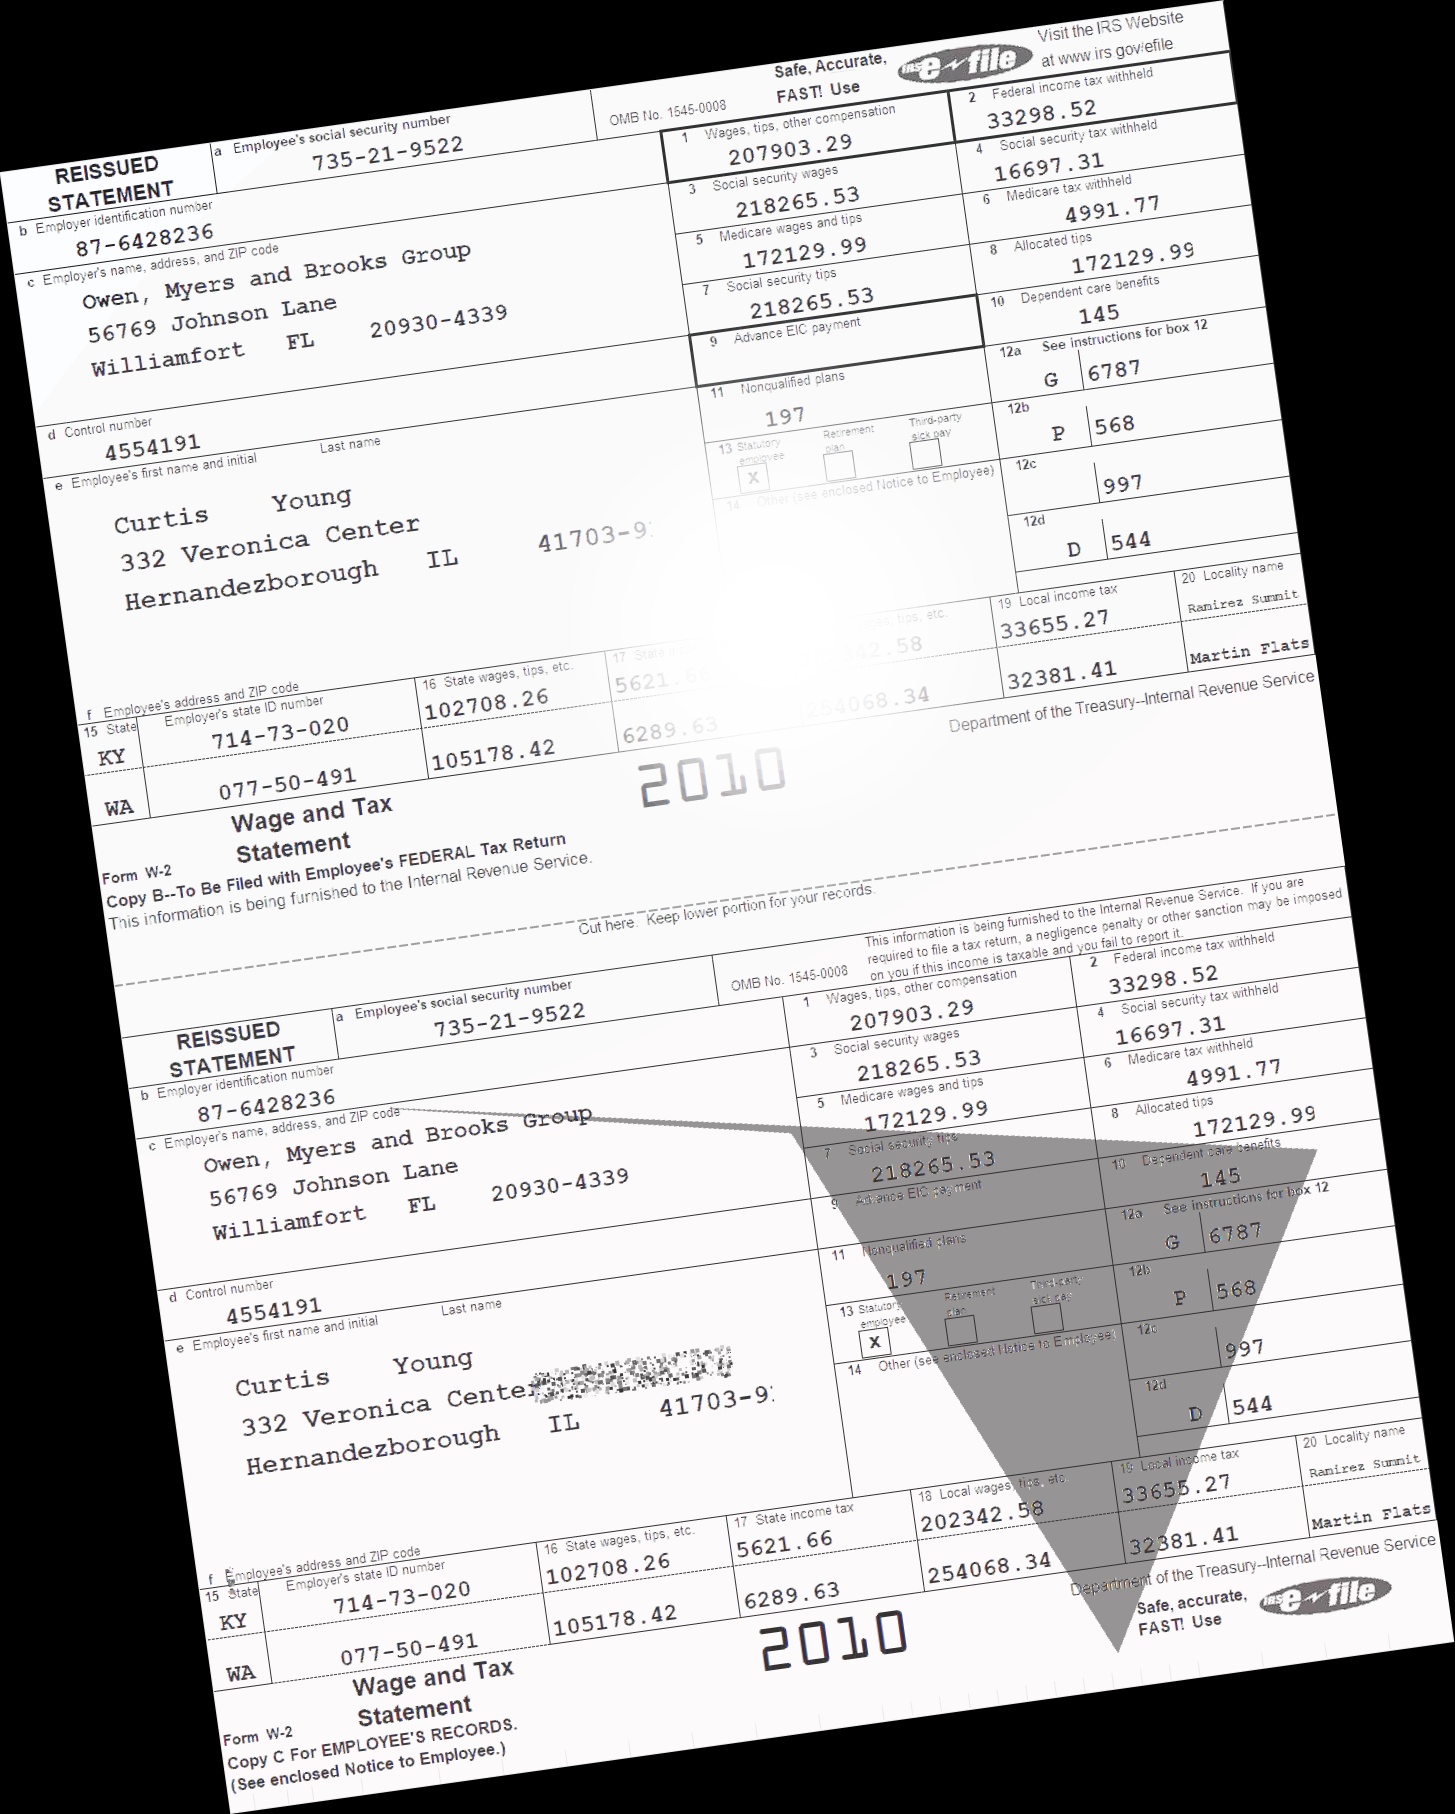 Visit the IRS Website
at www.irs.gov/efile
Safe, Accurate,
FAST! Use
IRS e-file
REISSUED
STATEMENT
a Employee's social security number
735-21-9522
OMB No. 1545-0008
1 Wages, tips, other compensation
207903.29
2 Federal income tax withheld
33298.52
b Employer identification number
87-6428236
3 Social security wages
218265.53
4 Social security tax withheld
16697.31
c Employer's name, address, and ZIP code
Owen, Myers and Brooks Group
56769 Johnson Lane
Williamfort FL 20930-4339
5 Medicare wages and tips
172129.99
6 Medicare tax withheld
4991.77
7 Social security tips
218265.53
8 Allocated tips
172129.99
9 Advance EIC payment
10 Dependent care benefits
145
d Control number
4554191
11 Nonqualified plans
197
12a See instructions for box 12
G 6787
12b
P 568
13 Statutory employee
X
Retirement plan
Third-party sick pay
12c
997
12d
D 544
14 Other (see enclosed Notice to Employee)
e Employee's first name and initial Last name
Curtis Young
332 Veronica Center
Hernandezborough IL 41703-9
f Employee's address and ZIP code
15 State Employer's state ID number
KY 714-73-020
WA 077-50-491
16 State wages, tips, etc.
102708.26
105178.42
17 State
5621.66
6289.63
tips, etc.
42.58
254068.34
19 Local income tax
33655.27
32381.41
20 Locality name
Ramirez Summit
Martin Flats
Form W-2
Wage and Tax
Statement
2010
Department of the Treasury--Internal Revenue Service
Copy B--To Be Filed with Employee's FEDERAL Tax Return
This information is being furnished to the Internal Revenue Service.
Cut here. Keep lower portion for your records.
This information is being furnished to the Internal Revenue Service. If you are
required to file a tax return, a negligence penalty or other sanction may be imposed
on you if this income is taxable and you fail to report it.
REISSUED
STATEMENT
a Employee's social security number
735-21-9522
OMB No. 1545-0008
1 Wages, tips, other compensation
207903.29
2 Federal income tax withheld
33298.52
b Employer identification number
87-6428236
3 Social security wages
218265.53
4 Social security tax withheld
16697.31
c Employer's name, address, and ZIP code
Owen, Myers and Brooks Group
56769 Johnson Lane
Williamfort FL 20930-4339
5 Medicare wages and tips
172129.99
6 Medicare tax withheld
4991.77
7 Social security tips
218265.53
8 Allocated tips
172129.99
9 Advance EIC payment
10 Dependent care benefits
145
d Control number
4554191
11 Nonqualified plans
197
12a See instructions for box 12
G 6787
12b
P 568
13 Statutory employee
X
Retirement plan
Third-party sick pay
12c
997
12d
D 544
14 Other (see enclosed Notice to Employee)
e Employee's first name and initial Last name
Curtis Young
332 Veronica Center
Hernandezborough IL 41703-9
f Employee's address and ZIP code
15 State Employer's state ID number
KY 714-73-020
WA 077-50-491
16 State wages, tips, etc.
102708.26
105178.42
17 State income tax
5621.66
6289.63
18 Local wages, tips, etc.
202342.58
254068.34
19 Local income tax
33655.27
32381.41
20 Locality name
Ramirez Summit
Martin Flats
Form W-2
Wage and Tax
Statement
2010
Department of the Treasury--Internal Revenue Service
Safe, accurate,
FAST! Use
IRS e-file
Copy C For EMPLOYEE'S RECORDS.
(See enclosed Notice to Employee.)